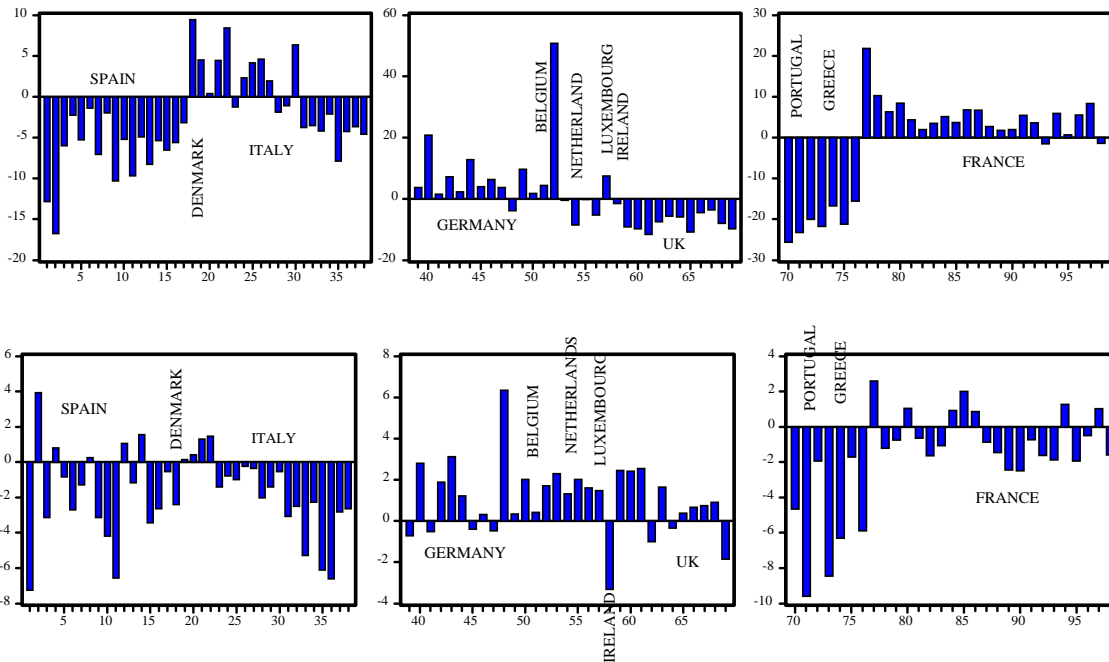 10
5
0
-5
-10
-15
-20
SPAIN
DENMARK
ITALY
5 10 15 20 25 30 35
60
40
20
0
-20
GERMANY
BELGIUM
NETHERLAND
LUXEMBOURG
IRELAND
UK
40 45 50 55 60 65
30
20
10
0
-10
-20
-30
PORTUGAL
GREECE
FRANCE
70 75 80 85 90 95
6
4
2
0
-2
-4
-6
-8
SPAIN
DENMARK
ITALY
5 10 15 20 25 30 35
8
6
4
2
0
-2
-4
GERMANY
BELGIUM
NETHERLANDS
LUXEMBOURG
IRELAND
UK
40 45 50 55 60 65
4
2
0
-2
-4
-6
-8
-10
PORTUGAL
GREECE
FRANCE
70 75 80 85 90 95